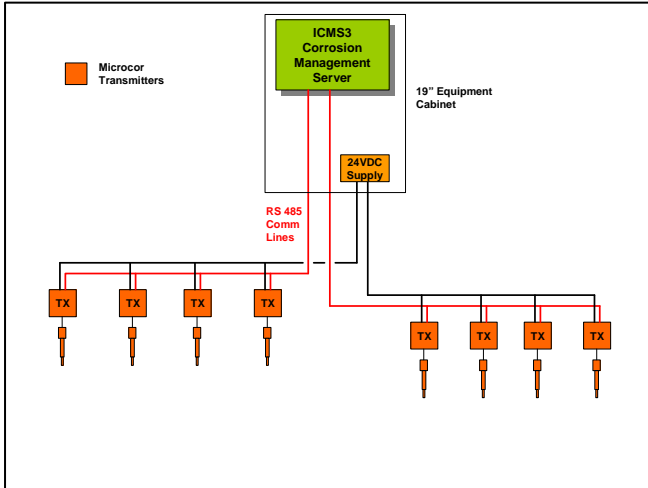 ICMS3
Corrosion
Management
Server
Microcor
Transmitters
19" Equipment
Cabinet
24VDC
Supply
RS 485
Comm
Lines
TX
TX
TX
TX
TX
TX
TX
TX